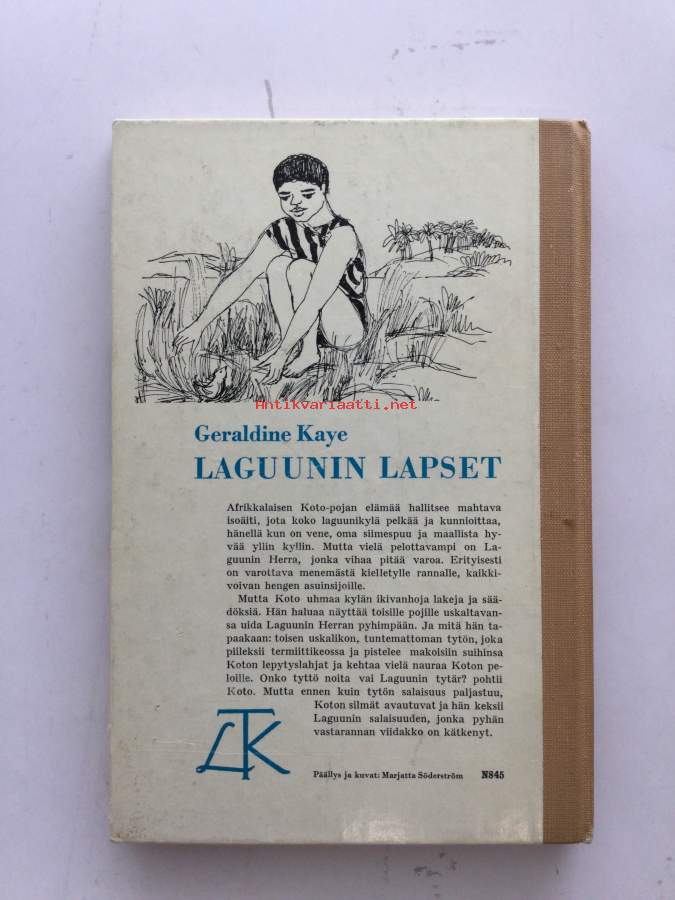 Antikvariaatti.net
Geraldine Kaye
LAGUUNIN LAPSET
Afrikkalaisen Koto-pojan elämää hallitsee mahtava
isoäiti, jota koko laguunikylä pelkää ja kunnioittaa,
hänellä kun on vene, oma siimespuu ja maallista hy-
vää yllin kyllin. Mutta vielä pelottavampi on La-
guunin Herra, jonka vihaa pitää varoa. Erityisesti
on varottava menemästä kielletylle rannalle, kaikki-
voivan hengen asuinsijoille.
Mutta Koto uhmaa kylän ikivanhoja lakeja ja sää-
döksiä. Hän haluaa näyttää toisille pojille uskaltavan-
sa uida Laguunin Herran pyhimpään. Ja mitä hän ta-
paakaan: toisen uskalikon, tuntemattoman tytön, joka
piileksii termiittikeossa ja pistelee makoisiin suihinsa
Koton lepytyslahjat ja kehtaa vielä nauraa Koton pe-
loille. Onko tyttö noita vai Laguunin tytär? pohtii
Koto. Mutta ennen kuin tytön salaisuus paljastuu,
Koton silmät avautuvat ja hän keksii
Laguunin salaisuuden, jonka pyhän
vastarannan viidakko on kätkenyt.
LTK
Päällys ja kuvat: Marjatta Söderström N845